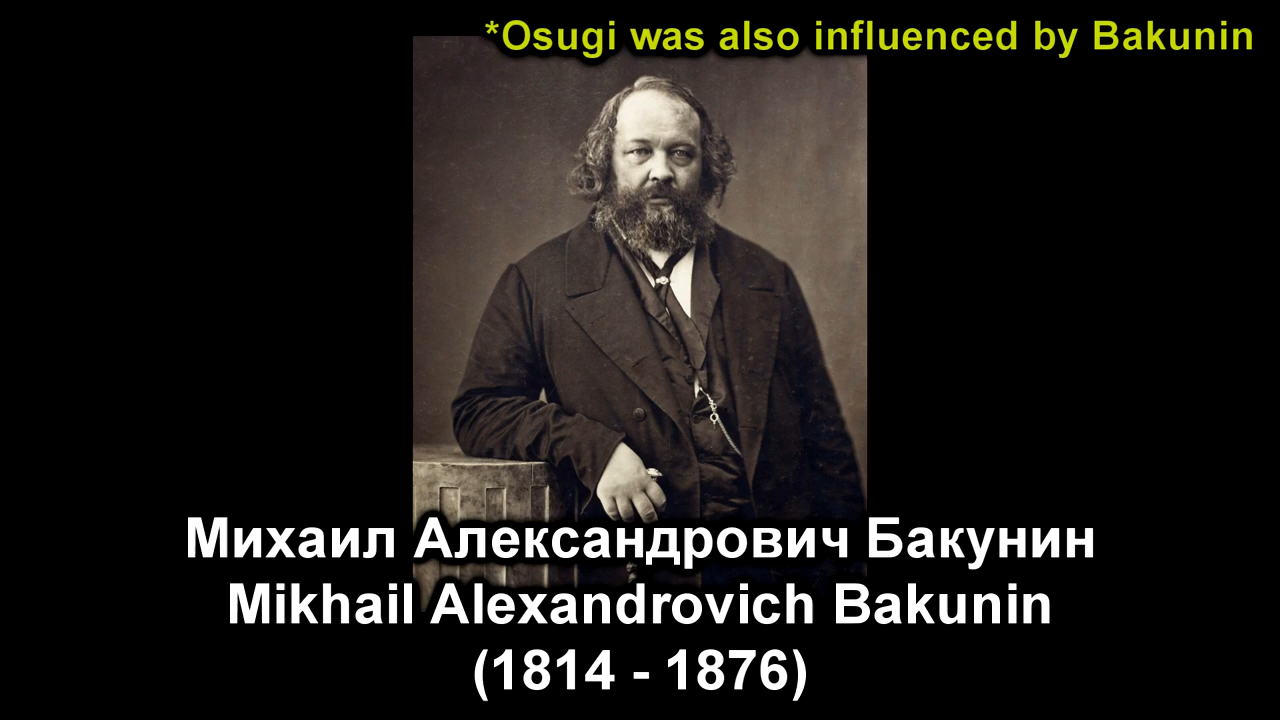 *Osugi was also influenced by Bakunin
Михаил Александрович Бакунин
Mikhail Alexandrovich Bakunin
(1814 - 1876)